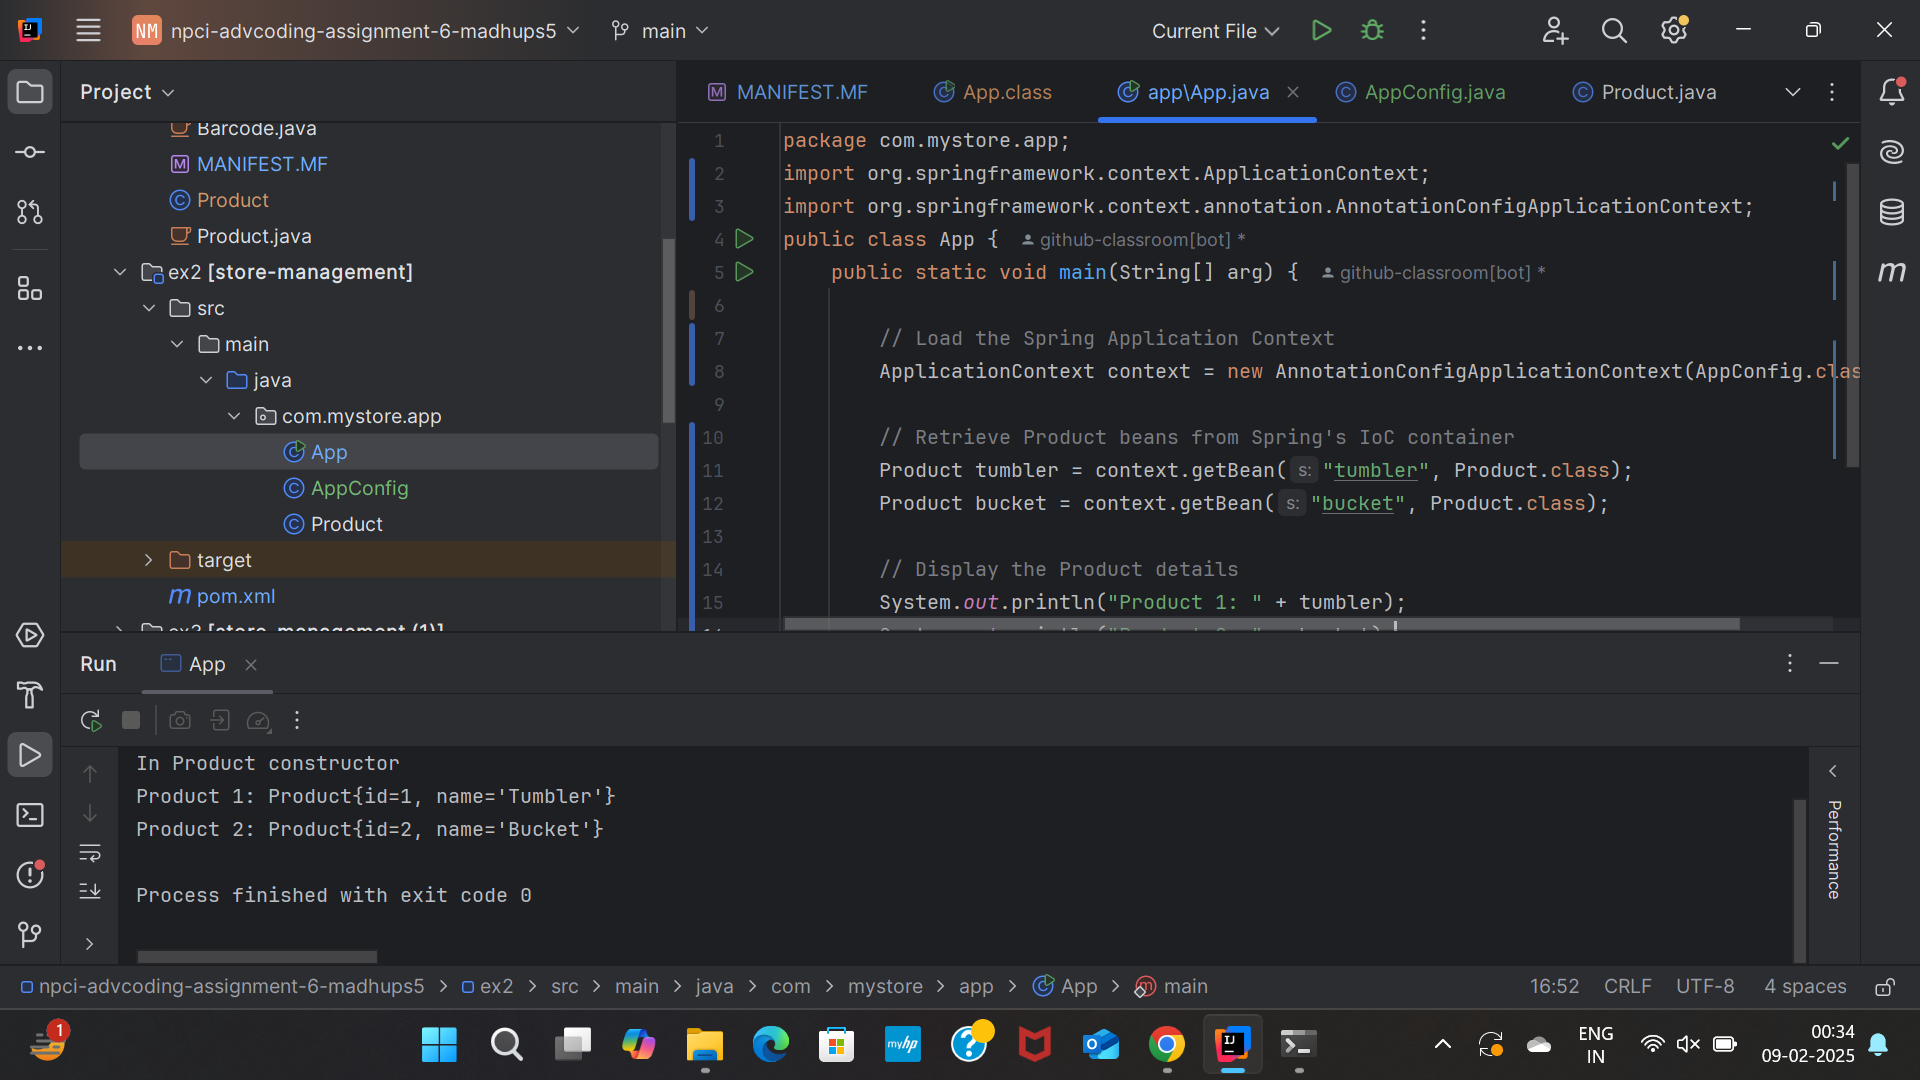 NM npci-advcoding-assignment-6-madhups5 main Current File
Project
MANIFEST.MF App.class app\App.java AppConfig.java Product.java
Barcode.java
MANIFEST.MF
Product
Product.java
ex2 [store-management]
src
main
java
com.mystore.app
App
AppConfig
Product
target
pom.xml
ex3 [store-management (1)]
1 package com.mystore.app;
2 import org.springframework.context.ApplicationContext;
3 import org.springframework.context.annotation.AnnotationConfigApplicationContext;
4 public class App { github-classroom[bot] *
5 public static void main(String[] arg) { github-classroom[bot] *
6
7 // Load the Spring Application Context
8 ApplicationContext context = new AnnotationConfigApplicationContext(AppConfig.clas
9
10 // Retrieve Product beans from Spring's IoC container
11 Product tumbler = context.getBean( s: "tumbler", Product.class);
12 Product bucket = context.getBean( s: "bucket", Product.class);
13
14 // Display the Product details
15 System.out.println("Product 1: " + tumbler);
Run App
In Product constructor
Product 1: Product{id=1, name='Tumbler'}
Product 2: Product{id=2, name='Bucket'}
Process finished with exit code 0
Performance
npci-advcoding-assignment-6-madhups5 > ex2 > src > main > java > com > mystore > app > App > main 16:52 CRLF UTF-8 4 spaces
1
myhp
ENG
IN
00:34
09-02-2025